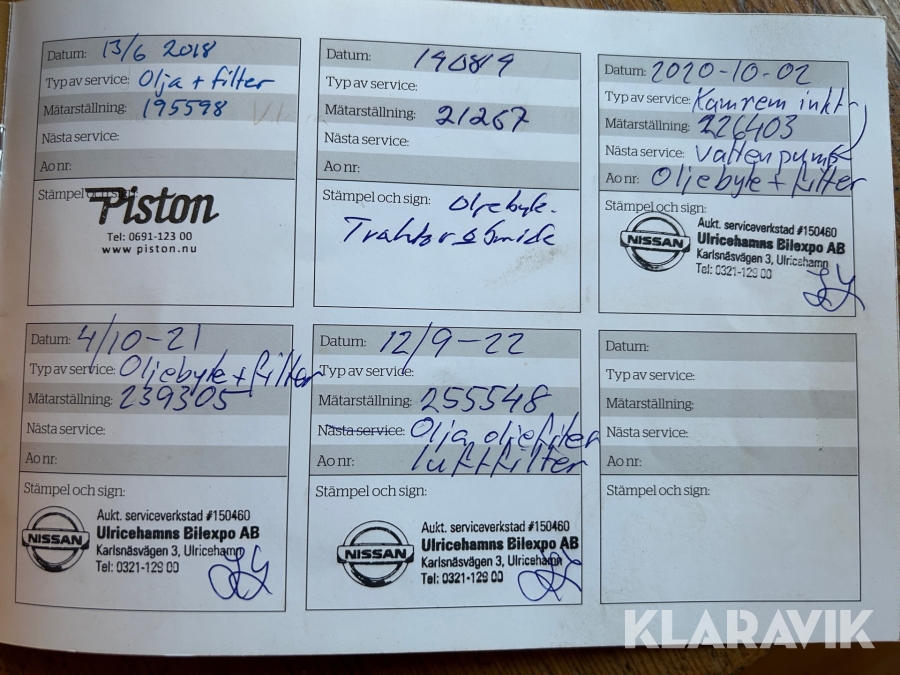 Datum: 13/6 2018
Typ av service: Olja + filter
Mätarställning: 195598
Nästa service:
Ao nr:
Stämpel och sign:
Piston
Tel: 0691-123 00
www.piston.nu
Datum: 190819
Typ av service:
Mätarställning: 21267
Nästa service:
Ao nr:
Stämpel och sign: Oljebyte.
Traktor & Smide
Datum: 2020-10-02
Typ av service: Kamrem inkl
Mätarställning: 226403
Nästa service: Vattenpump
Ao nr: Oljebyte + filter
Stämpel och sign:
NISSAN
Aukt. serviceverkstad #150460
Ulricehamns Bilexpo AB
Karlsnäsvägen 3, Ulricehamn
Tel: 0321-129 00
Datum: 4/10-21
Typ av service: Oljebyte + filter
Mätarställning: 239305
Nästa service:
Ao nr:
Stämpel och sign:
NISSAN
Aukt. serviceverkstad #150460
Ulricehamns Bilexpo AB
Karlsnäsvägen 3, Ulricehamn
Tel: 0321-129 00
Datum: 12/9-22
Typ av service:
Mätarställning: 255548
Nästa service: Olja oljefilter
Ao nr: luftfilter
Stämpel och sign:
NISSAN
Aukt. serviceverkstad #150460
Ulricehamns Bilexpo AB
Karlsnäsvägen 3, Ulricehamn
Tel: 0321-129 00
Datum:
Typ av service:
Mätarställning:
Nästa service:
Ao nr:
Stämpel och sign:
KLARAVIK